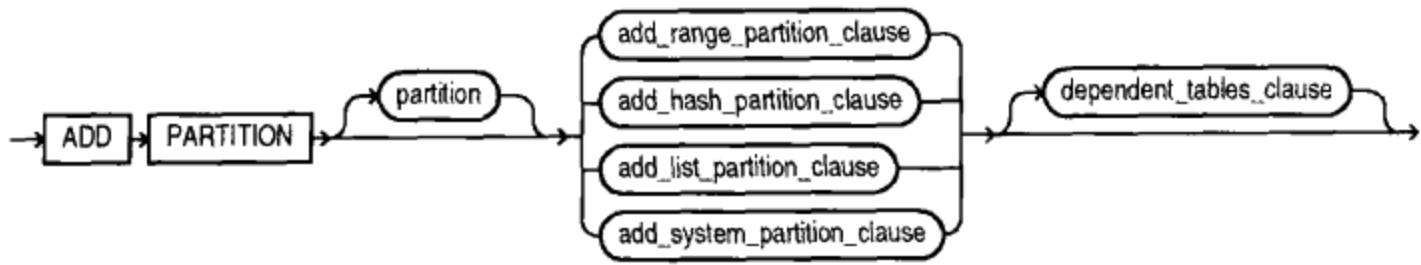 ADD PARTITION partition add_range_partition_clause
add_hash_partition_clause
add_list_partition_clause
add_system_partition_clause
dependent_tables_clause